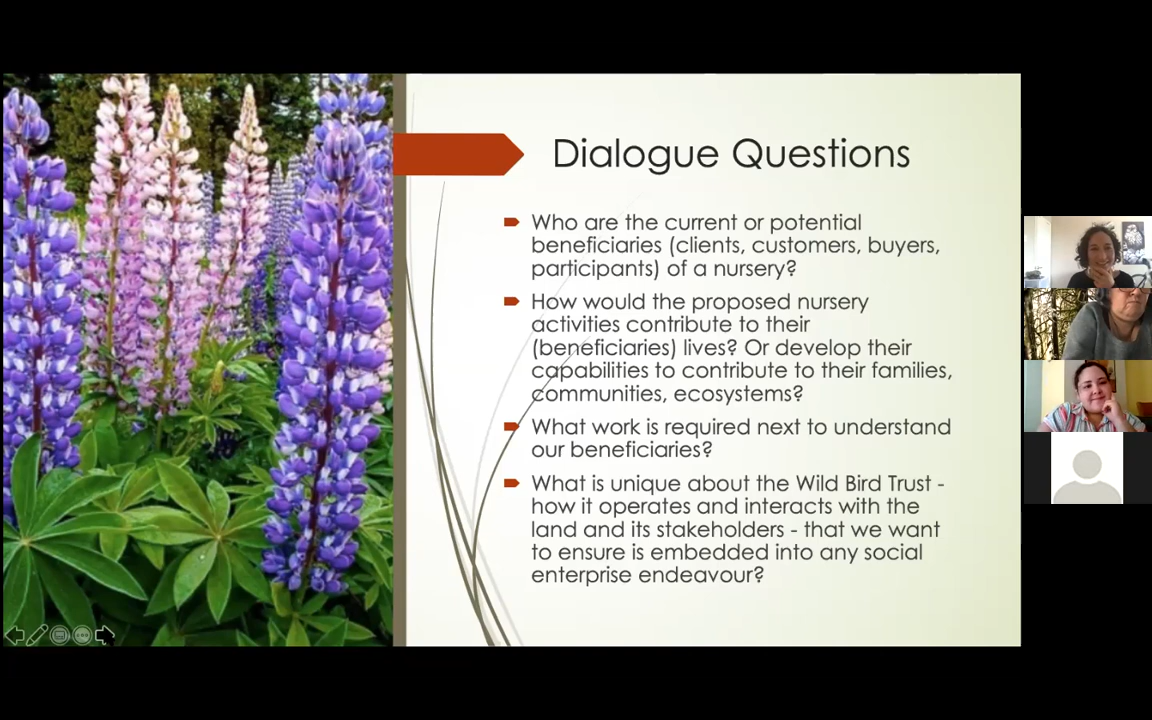 Dialogue Questions
Who are the current or potential
beneficiaries (clients, customers, buyers,
participants) of a nursery?
How would the proposed nursery
activities contribute to their
(beneficiaries) lives? Or develop their
capabilities to contribute to their families,
communities, ecosystems?
What work is required next to understand
our beneficiaries?
What is unique about the Wild Bird Trust -
how it operates and interacts with the
land and its stakeholders - that we want
to ensure is embedded into any social
enterprise endeavour?